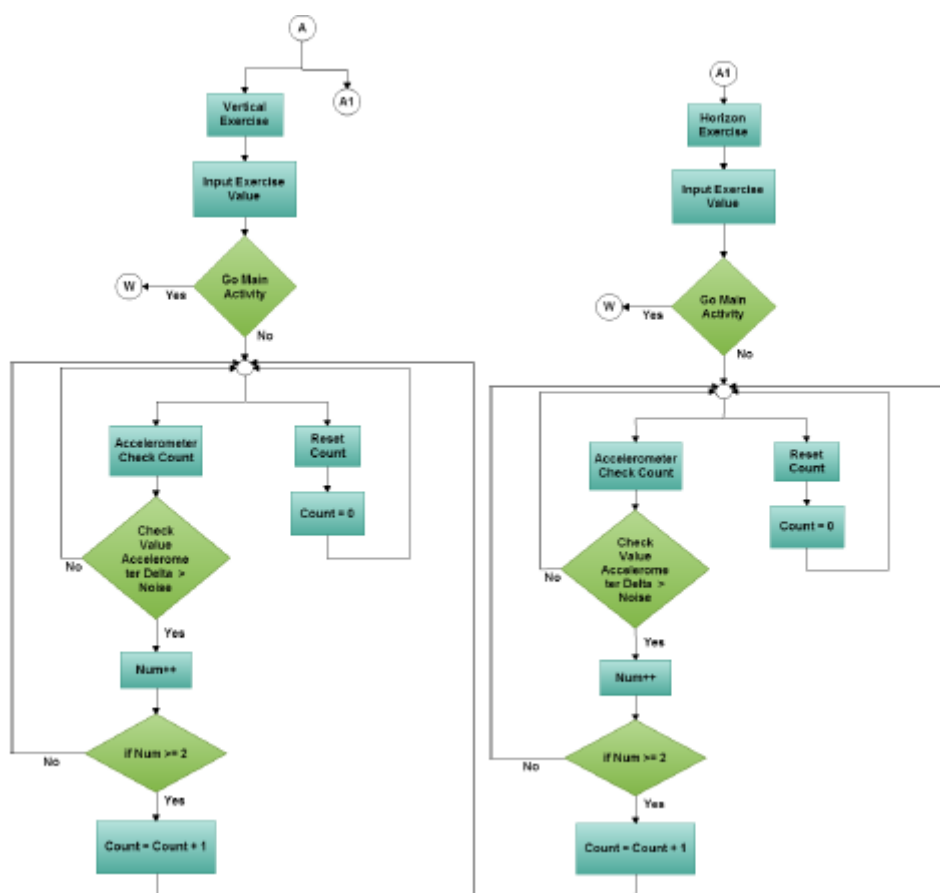 A
A1
Vertical
Exercise
Input Exercise
Value
Go Main
Activity
W
Yes
No
Accelerometer
Check Count
Reset
Count
Count = 0
Check
Value
Accelerome
ter Delta >
Noise
No
Yes
Num++
if Num >= 2
No
Yes
Count = Count + 1
A1
Horizon
Exercise
Input Exercise
Value
Go Main
Activity
W
Yes
No
Accelerometer
Check Count
Reset
Count
Count = 0
Check
Value
Accelerome
ter Delta >
Noise
No
Yes
Num++
if Num >= 2
No
Yes
Count = Count + 1